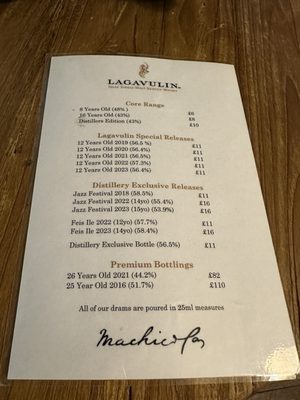 LAGAVULIN.
ISLAY SINGLE MALT SCOTCH WHISKY
Core Range
8 Years Old (48% ) £6
16 Years Old (43%) £8
Distillers Edition (43%) £10
Lagavulin Special Releases
12 Years Old 2019 (56.5 %) £11
12 Years Old 2020 (56.4%) £11
12 Years Old 2021 (56.5%) £11
12 Years Old 2022 (57.3%) £11
12 Years Old 2023 (56.4%) £11
Distillery Exclusive Releases
Jazz Festival 2018 (58.5%) £11
Jazz Festival 2022 (14yo) (55.4%) £16
Jazz Festival 2023 (15yo) (53.9%) £16
Feis Ile 2022 (12yo) (57.7%) £11
Feis Ile 2023 (14yo) (58.4%) £16
Distillery Exclusive Bottle (56.5%) £11
Premium Bottlings
26 Years Old 2021 (44.2%) £82
25 Year Old 2016 (51.7%) £110
All of our drams are poured in 25ml measures